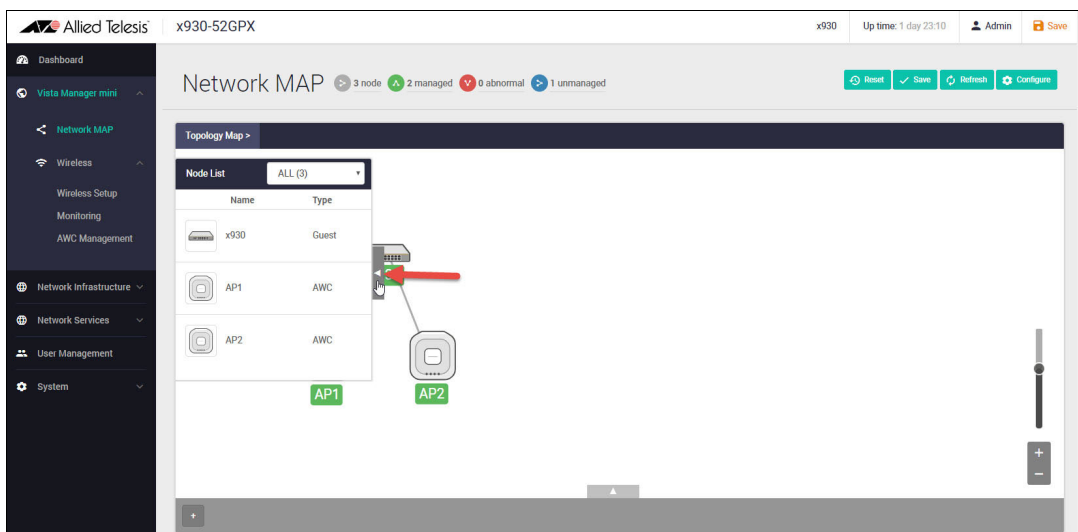 Allied Telesis
x930-52GPX
x930
Up time: 1 day 23:10
Admin
Save
Dashboard
Vista Manager mini
Network MAP
Wireless
Wireless Setup
Monitoring
AWC Management
Network Infrastructure
Network Services
User Management
System
Network MAP
3 node
2 managed
0 abnormal
1 unmanaged
Reset
Save
Refresh
Configure
Topology Map >
Node List
ALL (3)
Name Type
x930 Guest
AP1 AWC
AP2 AWC
AP1
AP2
+
−
+